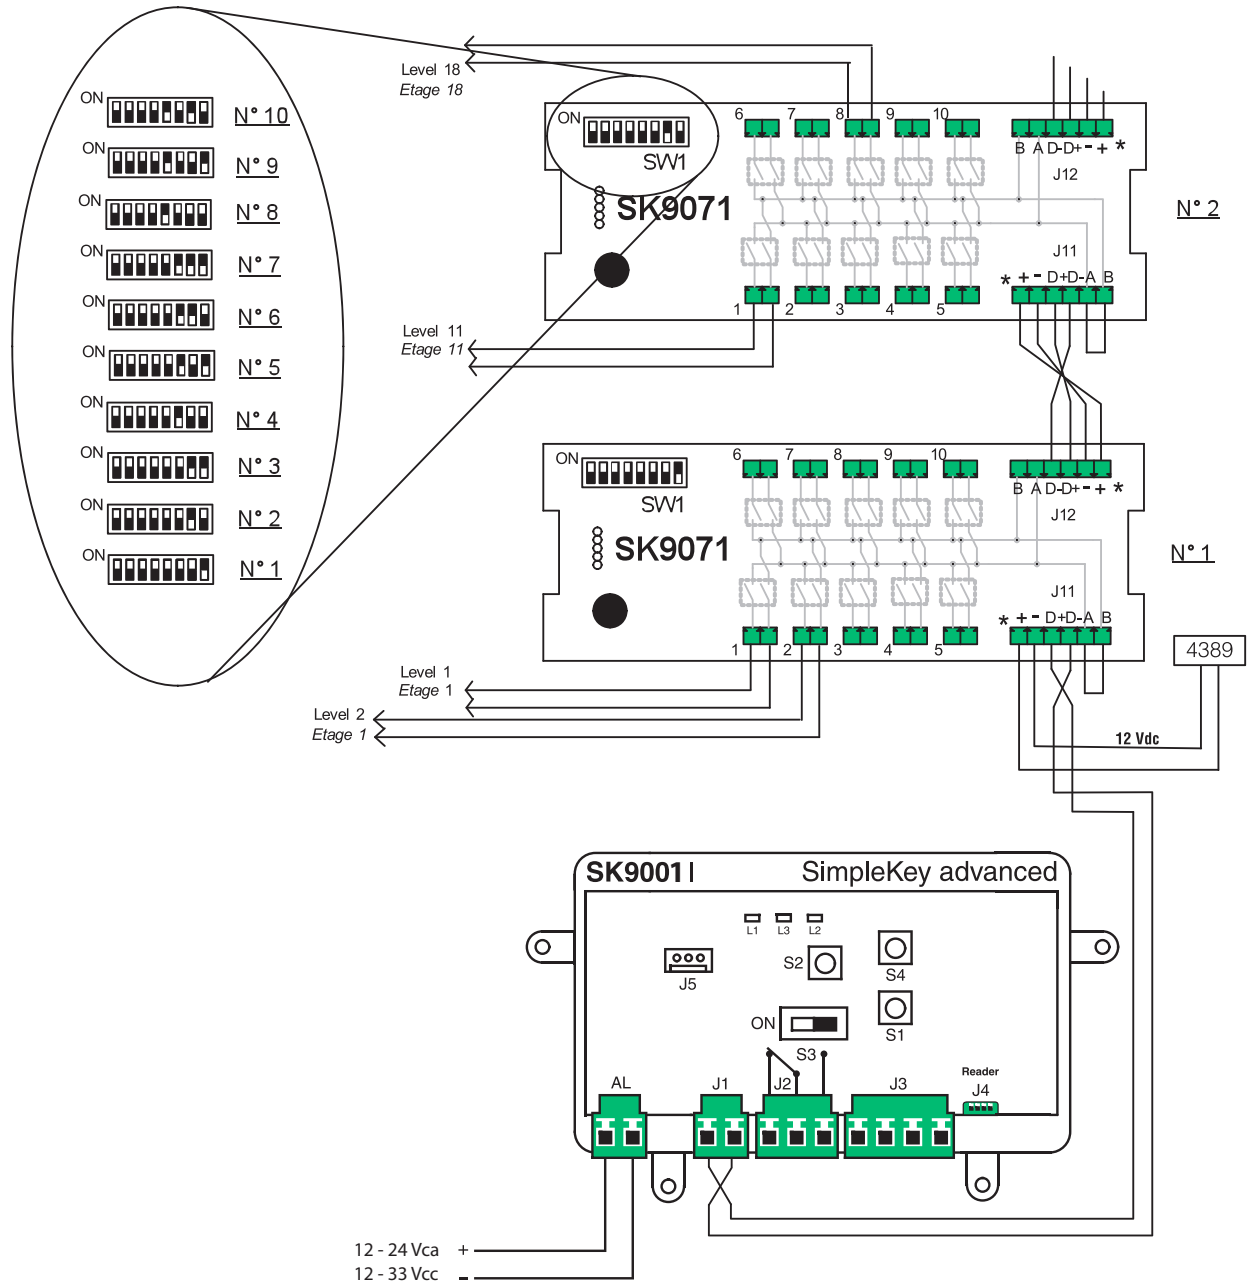 Level 18
Etage 18
ON
N° 10
ON
N° 9
ON
N° 8
ON
N° 7
ON
N° 6
ON
N° 5
ON
N° 4
ON
N° 3
ON
N° 2
ON
N° 1
ON
SW1
SK9071
6 7 8 9 10
B A D-D+ - + *
J12
J11
* + - D+D- A B
1 2 3 4 5
N° 2
Level 11
Etage 11
ON
SW1
SK9071
6 7 8 9 10
B A D-D+ - + *
J12
J11
* + - D+D- A B
1 2 3 4 5
N° 1
4389
Level 1
Etage 1
Level 2
Etage 1
12 Vdc
SK9001I SimpleKey advanced
L1 L3 L2
J5
S2
S4
ON
S1
S3
AL J1 J2 J3
Reader
J4
12 - 24 Vca +
12 - 33 Vcc -